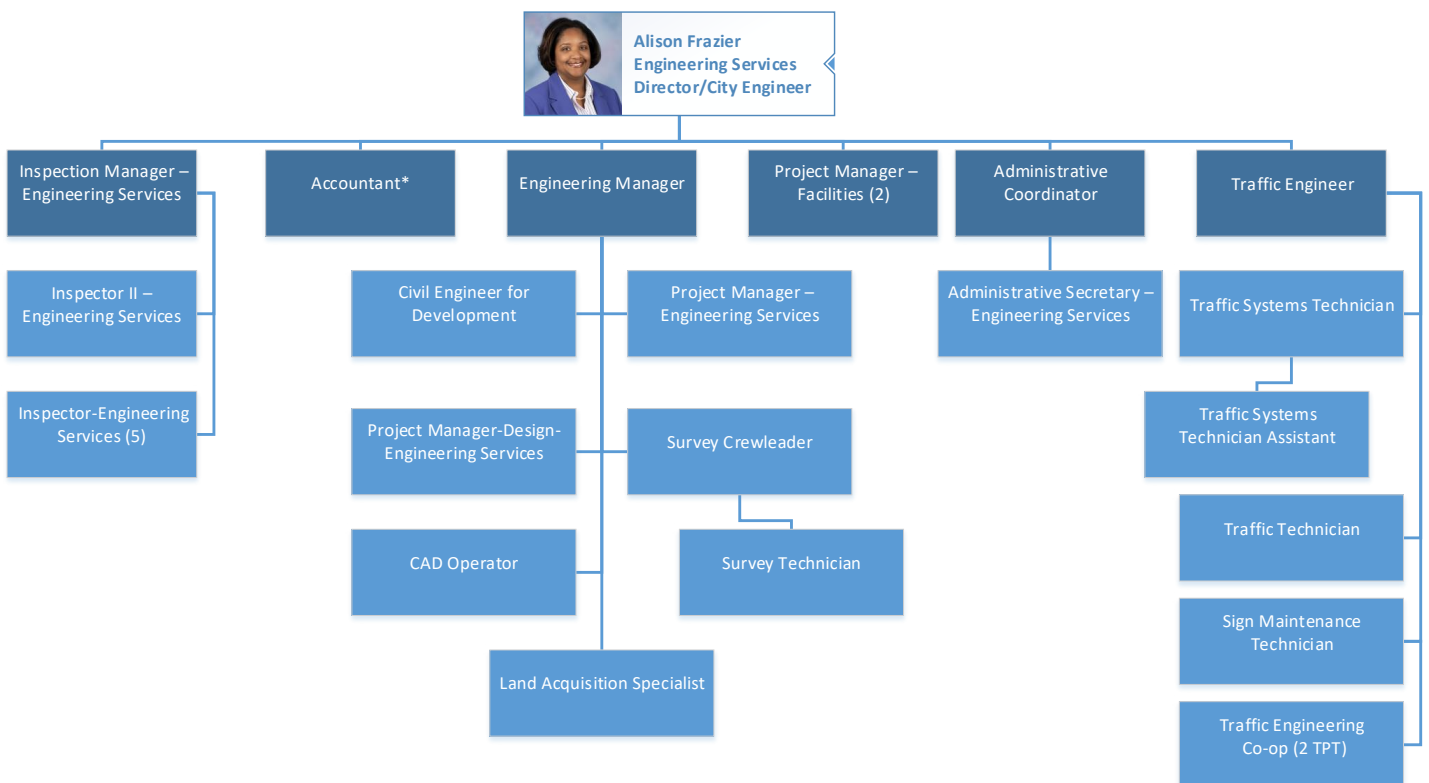 Alison Frazier
Engineering Services
Director/City Engineer
Inspection Manager –
Engineering Services
Accountant*
Engineering Manager
Project Manager –
Facilities (2)
Administrative
Coordinator
Traffic Engineer
Inspector II –
Engineering Services
Civil Engineer for
Development
Project Manager –
Engineering Services
Administrative Secretary –
Engineering Services
Traffic Systems Technician
Inspector-Engineering
Services (5)
Project Manager-Design-
Engineering Services
Survey Crewleader
Traffic Systems
Technician Assistant
CAD Operator
Survey Technician
Traffic Technician
Land Acquisition Specialist
Sign Maintenance
Technician
Traffic Engineering
Co-op (2 TPT)